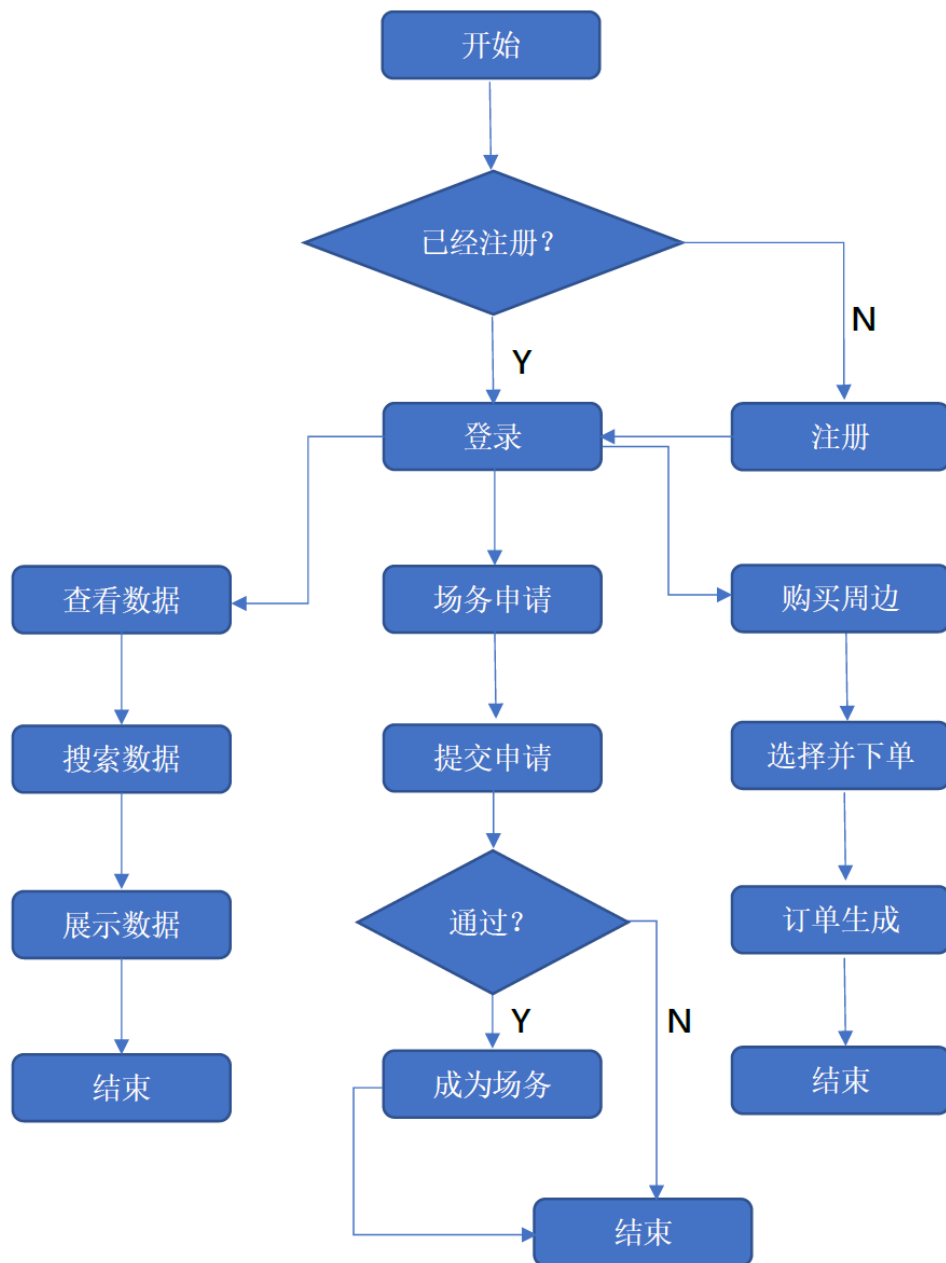 开始
已经注册？
N
Y
登录
注册
查看数据
场务申请
购买周边
搜索数据
提交申请
选择并下单
展示数据
通过？
订单生成
Y
N
结束
成为场务
结束
结束